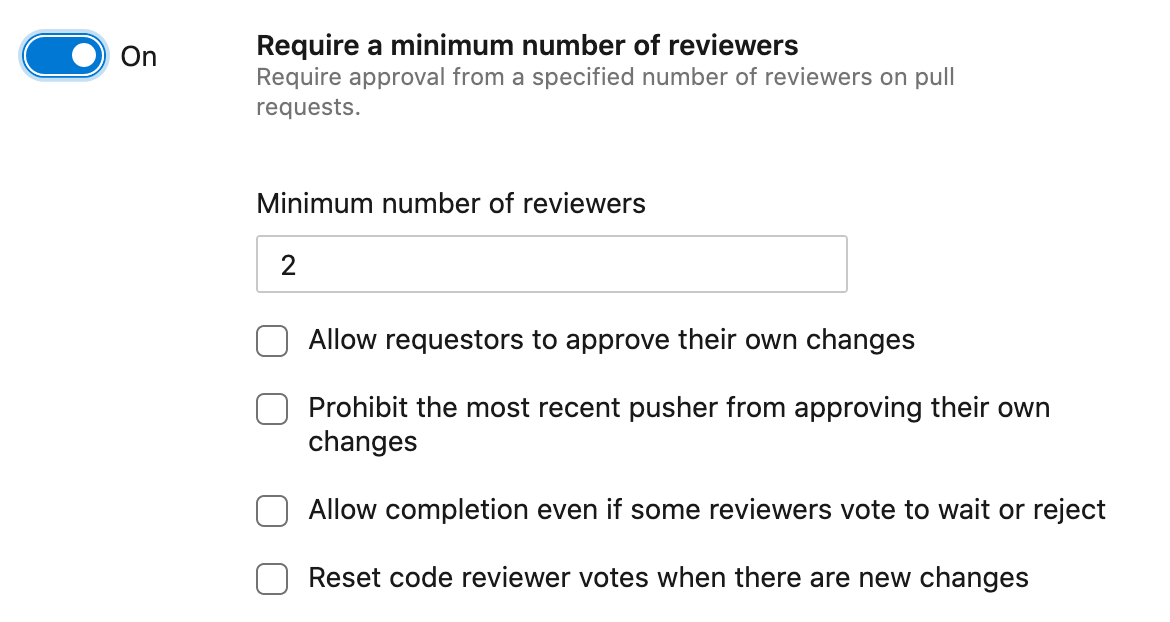 On
Require a minimum number of reviewers
Require approval from a specified number of reviewers on pull
requests.
Minimum number of reviewers
2
Allow requestors to approve their own changes
Prohibit the most recent pusher from approving their own
changes
Allow completion even if some reviewers vote to wait or reject
Reset code reviewer votes when there are new changes